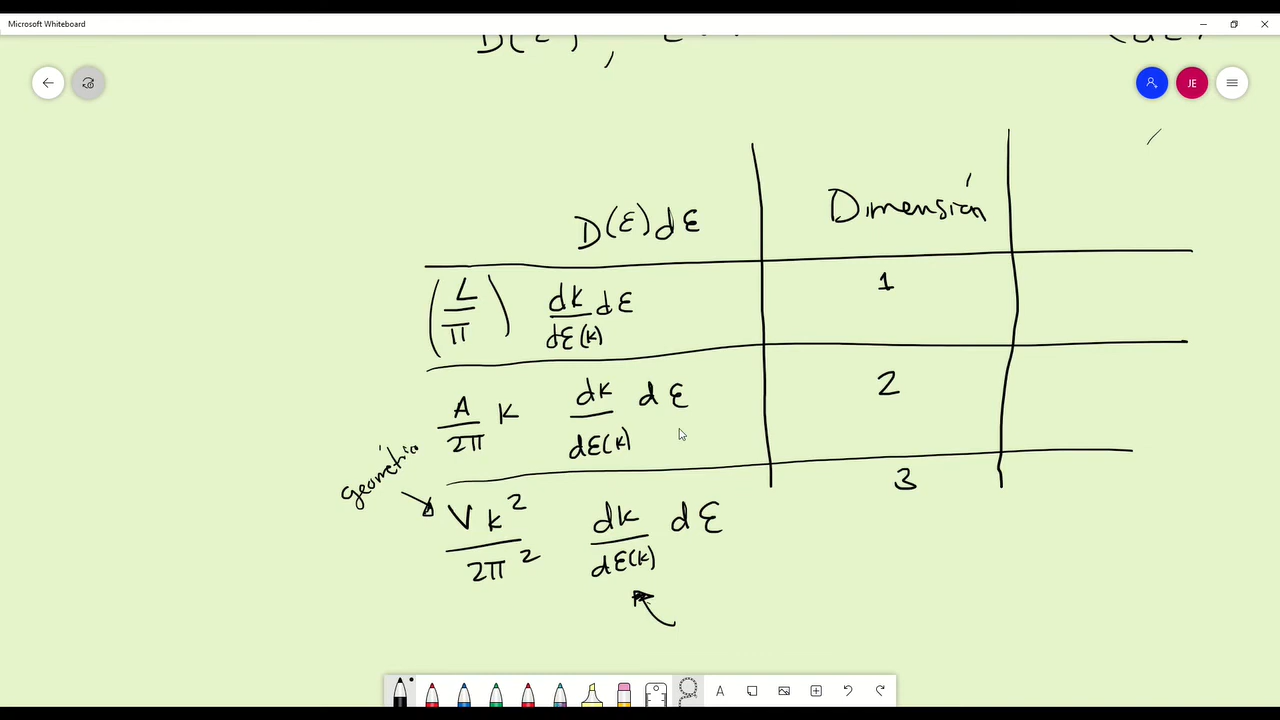 Microsoft Whiteboard
JE
D(ε)dε Dimensión
(L/π) dk/dε(k) dε 1
A/2π k dk/dε(k) dε 2
geométrico
Vk²/2π² dk/dε(k) dε 3
A